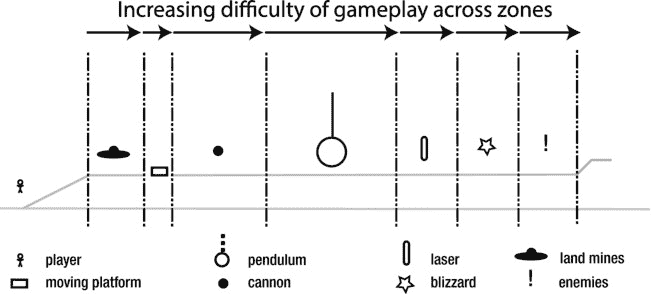 Increasing difficulty of gameplay across zones
player
pendulum
laser
land mines
moving platform
cannon
blizzard
! enemies